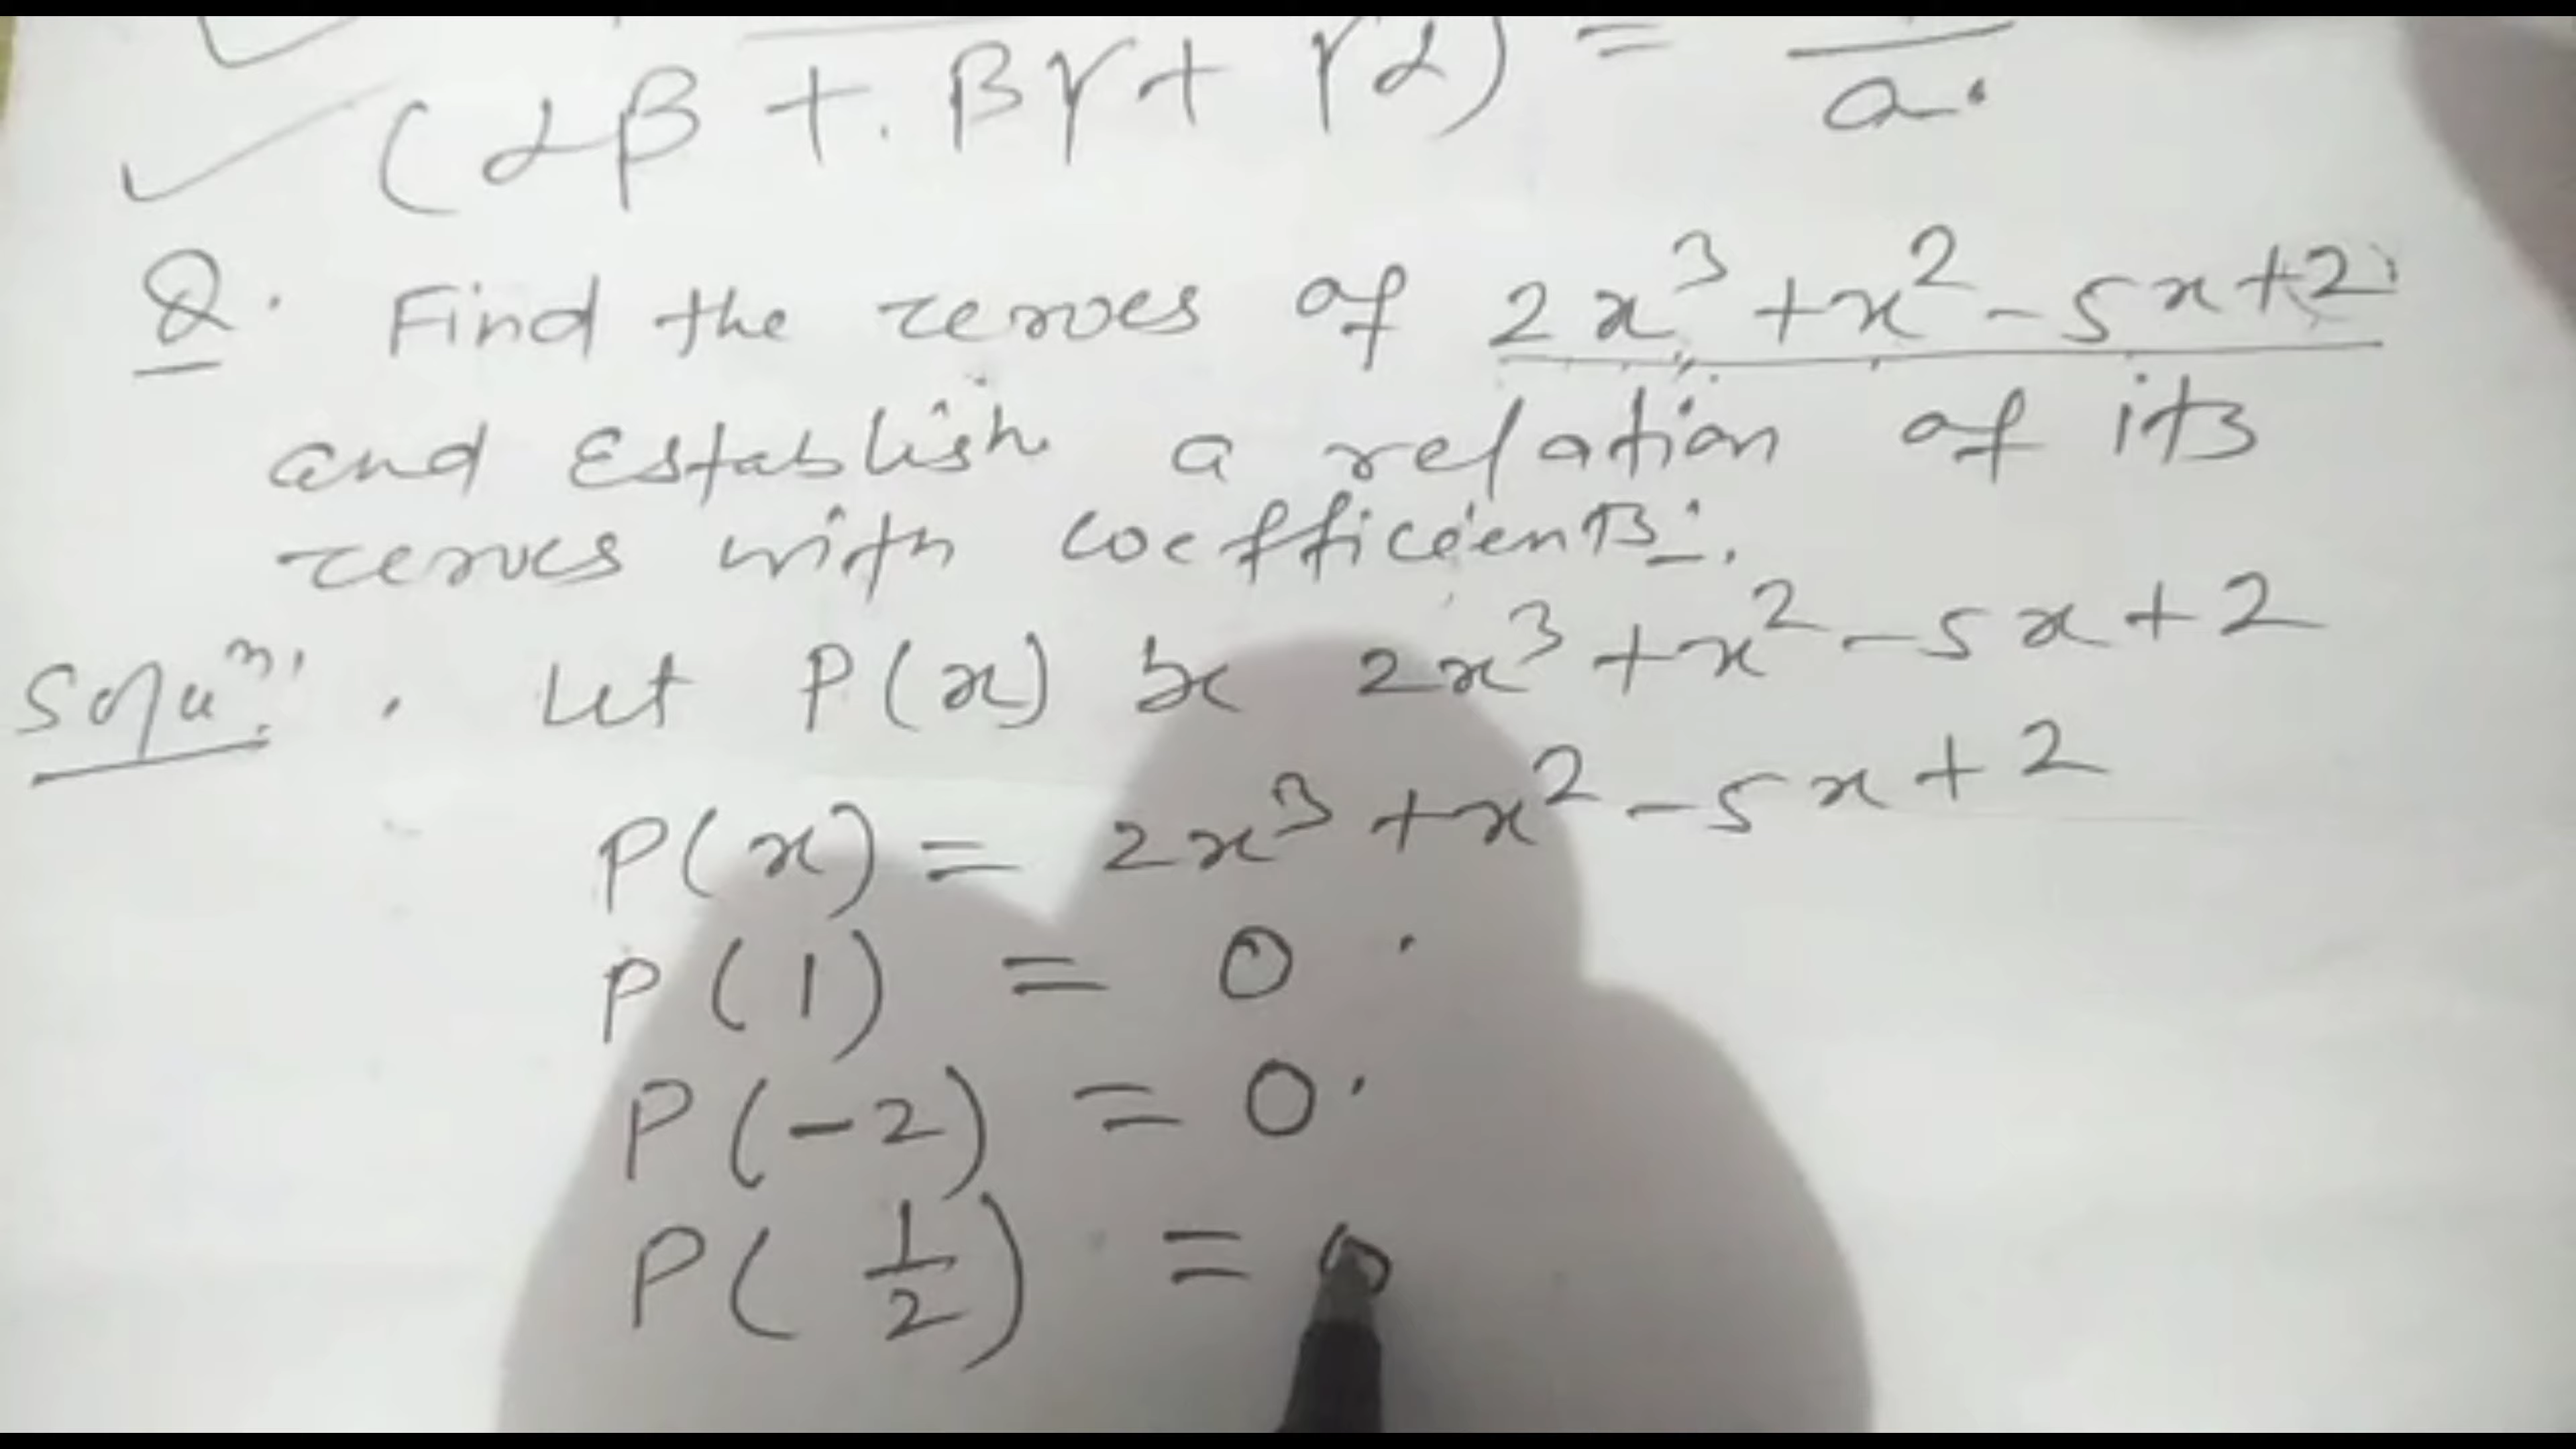 (αβ + βγ + γα) = /a.
Q. Find the zeroes of 2x³ + x² - 5x + 2
and Establish a relation of its
zeroes with coefficients.
Let P(x) be 2x³ + x² - 5x + 2
P(x) = 2x³ + x² - 5x + 2
P(1) = 0.
P(-2) = 0.
P(1/2) = 0